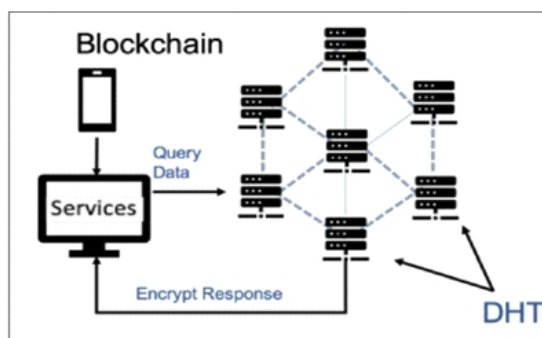 Blockchain
Query
Data
Services
Encrypt Response
DHT